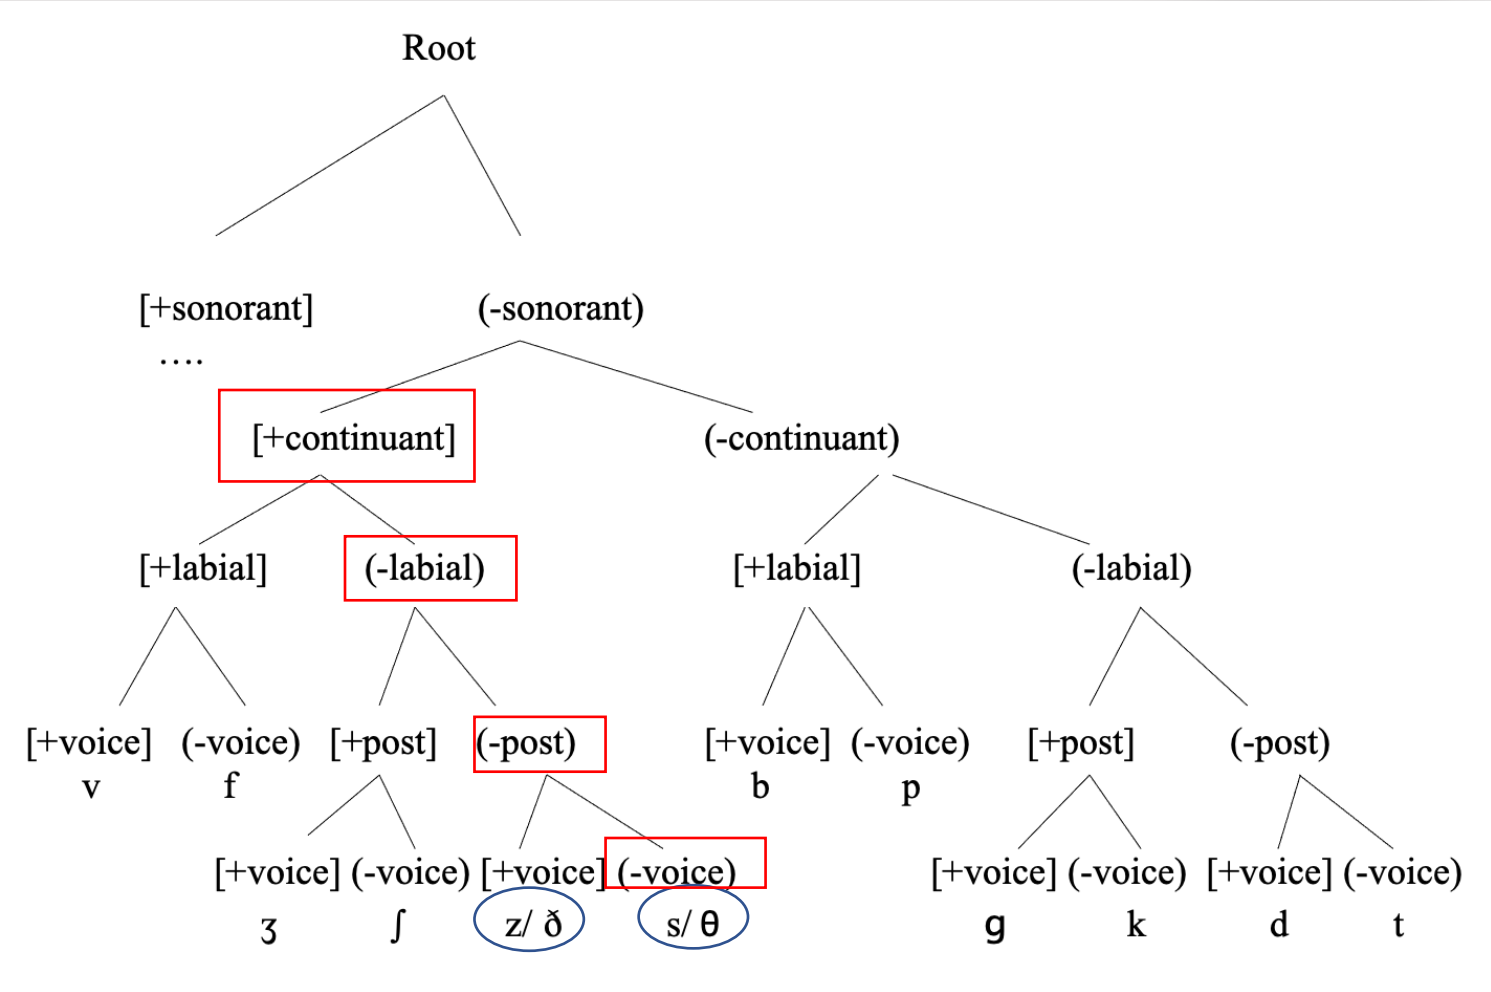 Root
[+sonorant] (-sonorant)
....
[+continuant] (-continuant)
[+labial] (-labial) [+labial] (-labial)
[+voice] (-voice) [+post] (-post) [+voice] (-voice) [+post] (-post)
v f b p
[+voice] (-voice) [+voice] (-voice) [+voice] (-voice) [+voice] (-voice)
ʒ ʃ z/ ð s/ θ g k d t